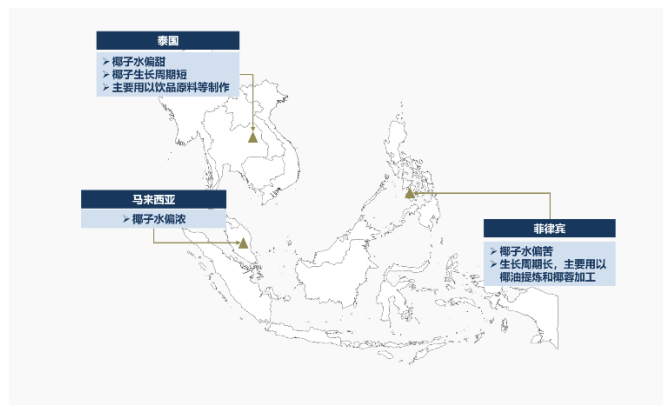 泰国
➢ 椰子水偏甜
➢ 椰子生长周期短
➢ 主要用以饮品原料等制作
马来西亚
➢ 椰子水偏浓
菲律宾
➢ 椰子水偏苦
➢ 生长周期长，主要用以
椰油提炼和椰蓉加工